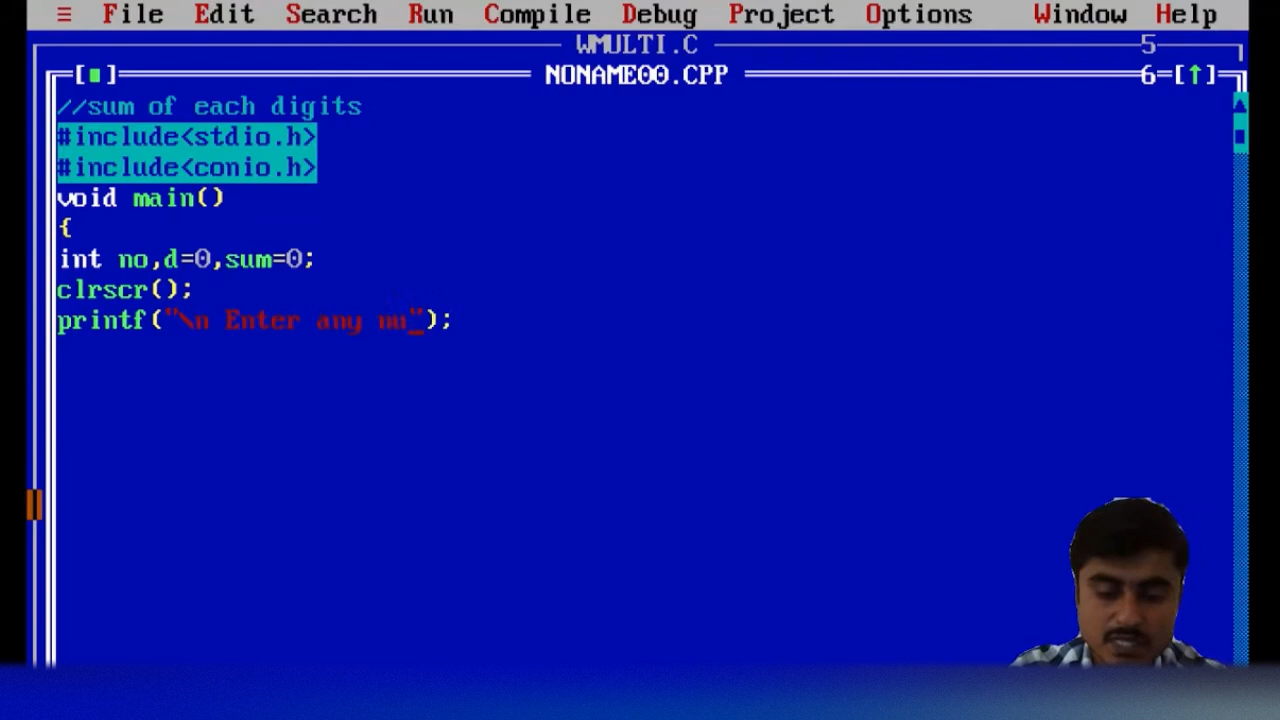 ≡ File Edit Search Run Compile Debug Project Options Window Help
WMULTI.C 5
[■] NONAME00.CPP 6=[↑]
//sum of each digits
#include<stdio.h>
#include<conio.h>
void main()
{
int no,d=0,sum=0;
clrscr();
printf("\n Enter any nu");